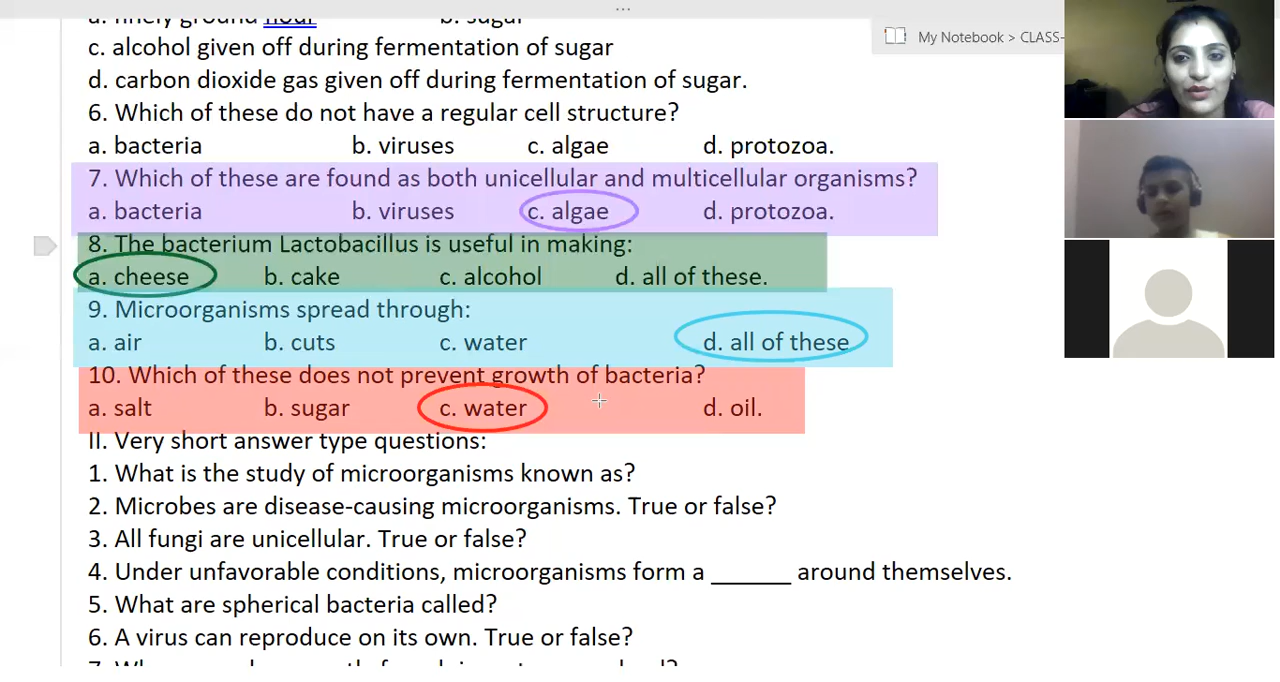 a. finely ground hour b. sugar
c. alcohol given off during fermentation of sugar
d. carbon dioxide gas given off during fermentation of sugar.
6. Which of these do not have a regular cell structure?
a. bacteria b. viruses c. algae d. protozoa.
7. Which of these are found as both unicellular and multicellular organisms?
a. bacteria b. viruses c. algae d. protozoa.
8. The bacterium Lactobacillus is useful in making:
a. cheese b. cake c. alcohol d. all of these.
9. Microorganisms spread through:
a. air b. cuts c. water d. all of these
10. Which of these does not prevent growth of bacteria?
a. salt b. sugar c. water d. oil.
II. Very short answer type questions:
1. What is the study of microorganisms known as?
2. Microbes are disease-causing microorganisms. True or false?
3. All fungi are unicellular. True or false?
4. Under unfavorable conditions, microorganisms form a ______ around themselves.
5. What are spherical bacteria called?
6. A virus can reproduce on its own. True or false?
My Notebook > CLASS-